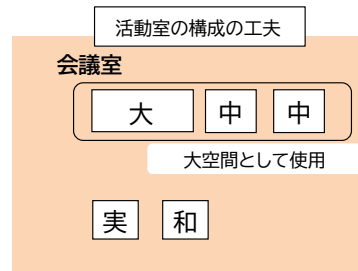 活動室の構成の工夫
会議室
大 中 中
大空間として使用
実 和